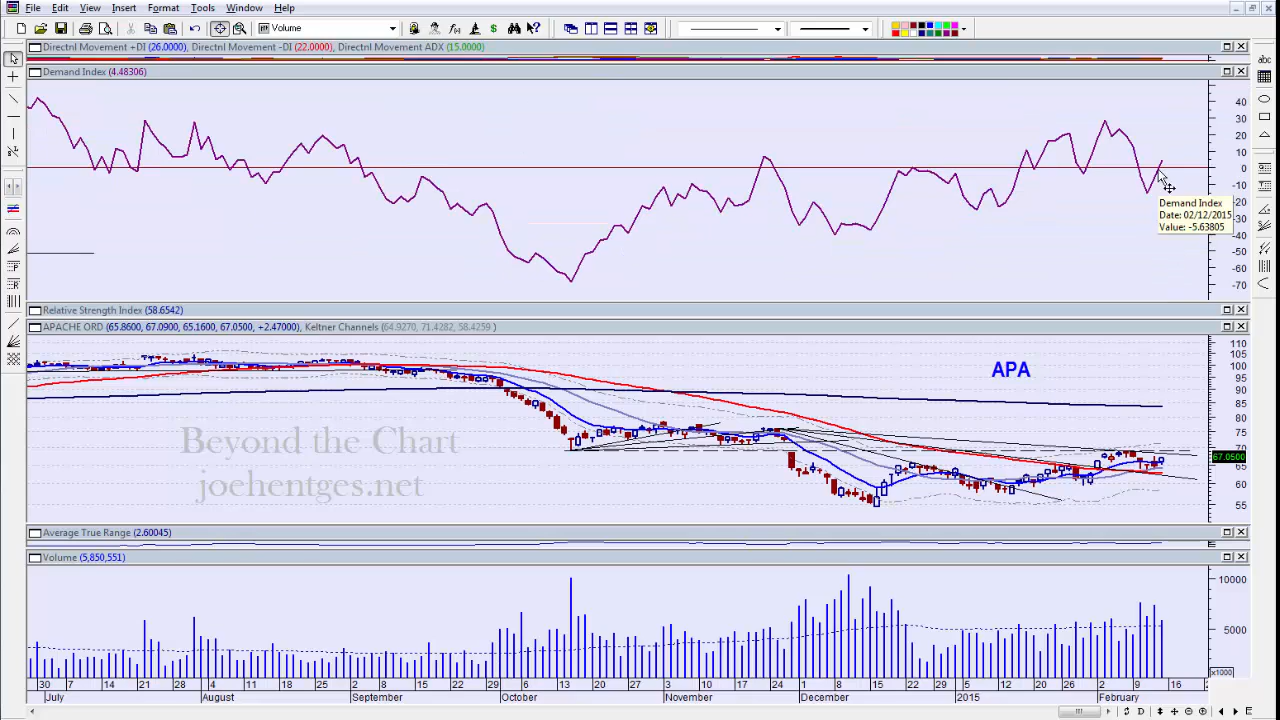 File Edit View Insert Format Tools Window Help
Volume
Directnl Movement +DI (26.0000), Directnl Movement -DI (22.0000), Directnl Movement ADX (15.0000)
Demand Index (4.48306)
40
30
20
10
0
-10
-20
-30
-40
-50
-60
-70
Demand Index
Date: 02/12/2015
Value: -5.63805
Relative Strength Index (58.6542)
APACHE ORD (65.8600, 67.0900, 65.1600, 67.0500, +2.47000), Keltner Channels (64.9270, 71.4282, 58.4259 )
APA
Beyond the Chart
joehentges.net
110
105
100
95
90
85
80
75
70
67.0500
65
60
55
Average True Range (2.60045)
Volume (5,850,551)
10000
5000
x1000
30 7 14 21 28 4 11 18 25 2 8 15 22 29 6 13 20 27 3 10 17 24 1 8 15 22 29 5 12 20 26 2 9 16
July August September October November December 2015 February
abc
D